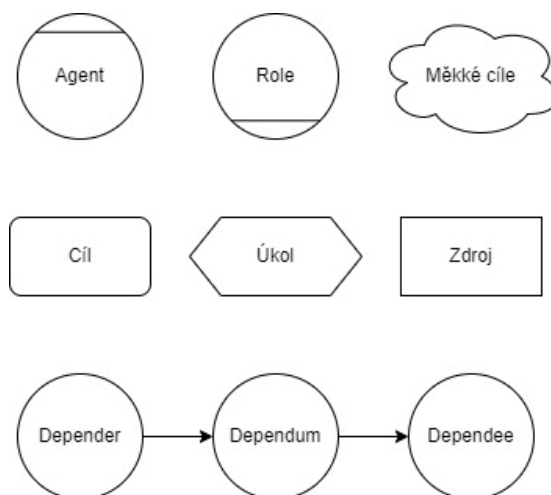 Agent
Role
Měkké cíle
Cíl
Úkol
Zdroj
Depender
Dependum
Dependee